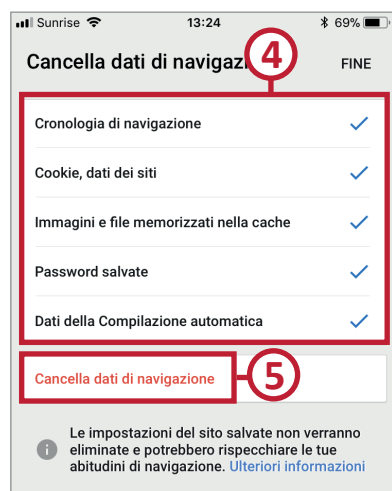 Sunrise 13:24 69%
Cancella dati di navigazi 4 FINE
Cronologia di navigazione
Cookie, dati dei siti
Immagini e file memorizzati nella cache
Password salvate
Dati della Compilazione automatica
Cancella dati di navigazione 5
Le impostazioni del sito salvate non verranno
eliminate e potrebbero rispecchiare le tue
abitudini di navigazione. Ulteriori informazioni